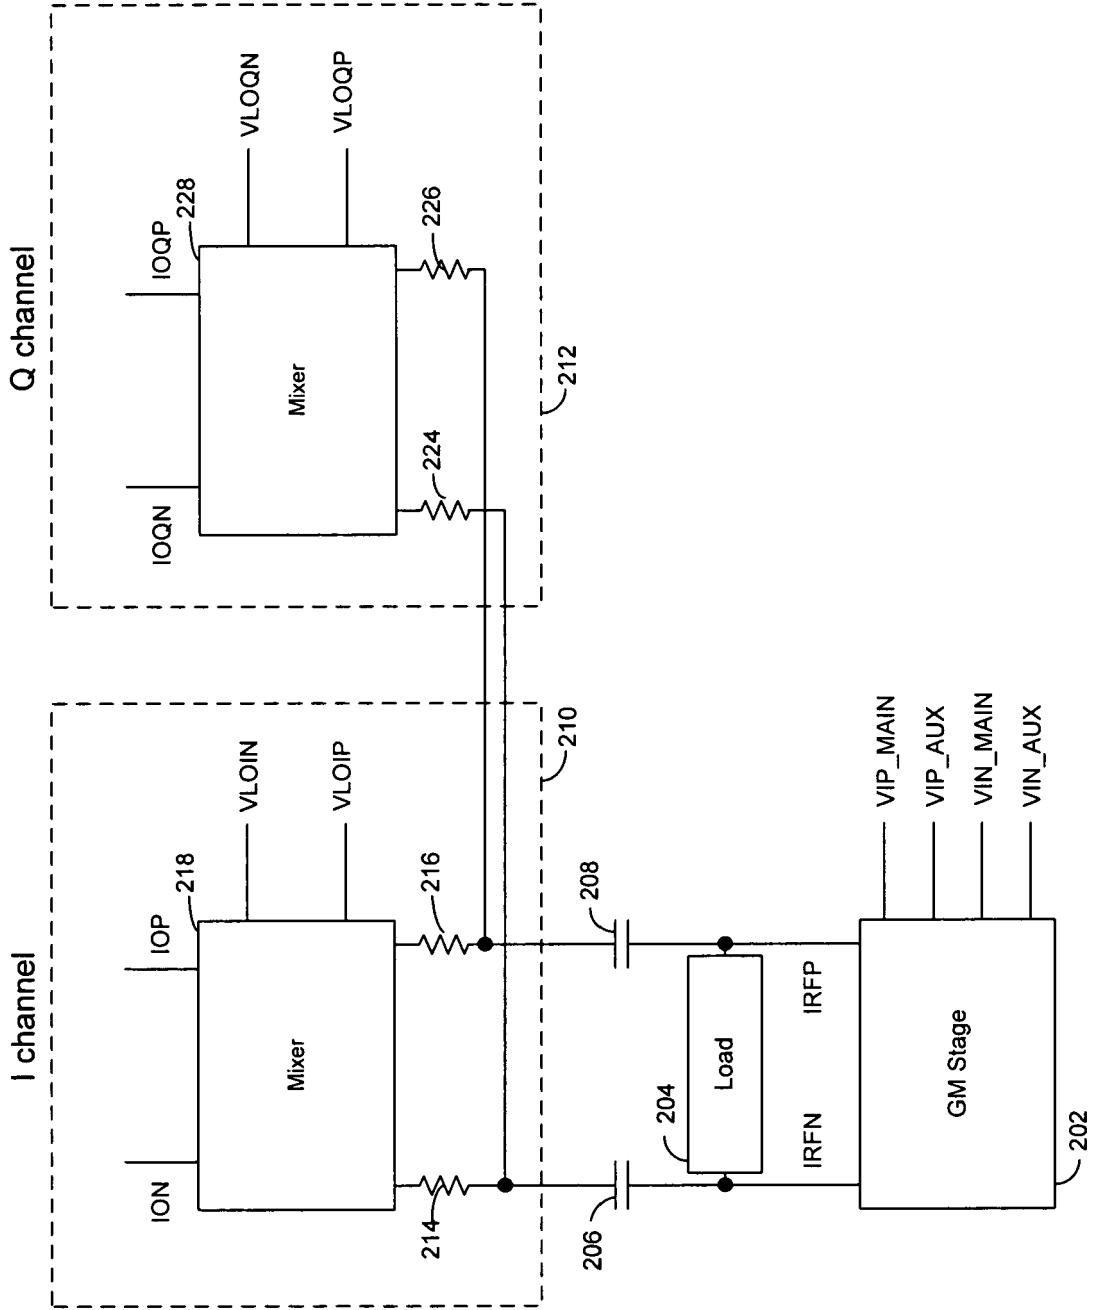 I channel
Q channel
ION
IOP
IOQN
IOQP
218
228
VLOIN
VLOQN
Mixer
Mixer
VLOIP
VLOQP
214
216
224
226
210
212
206
208
204
Load
IRFN
IRFP
VIP_MAIN
VIP_AUX
GM Stage
VIN_MAIN
VIN_AUX
202